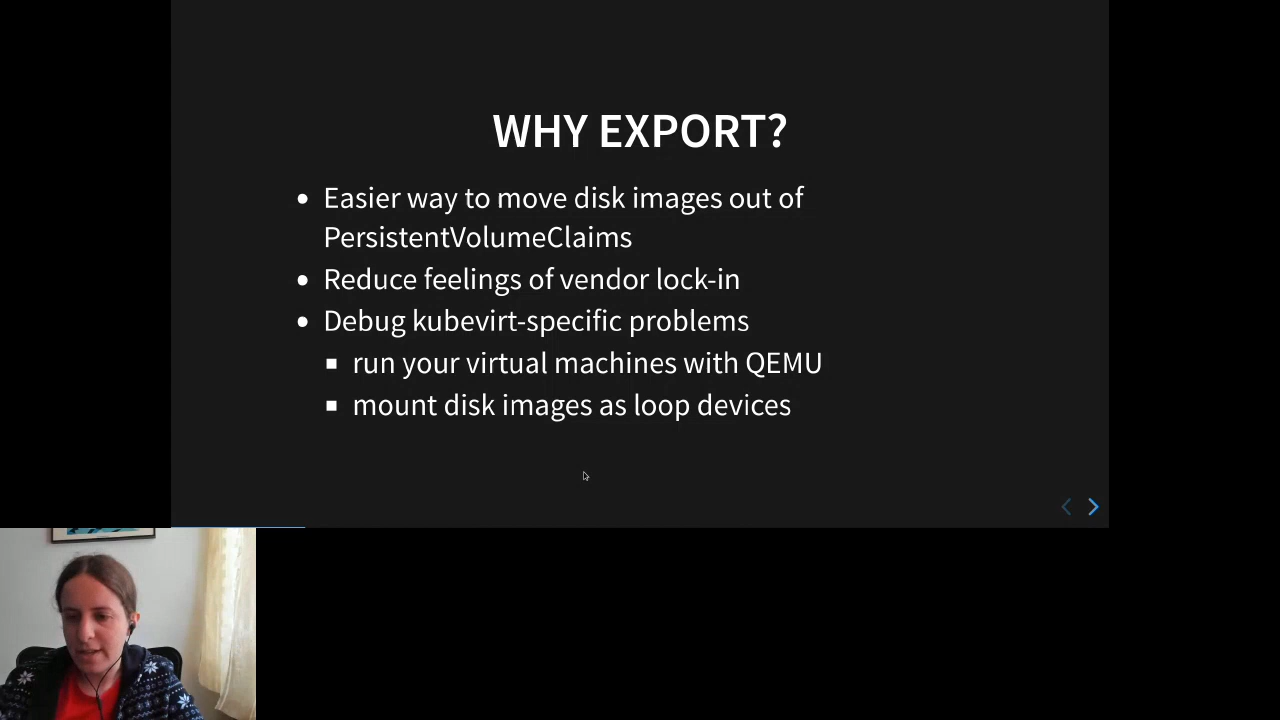 WHY EXPORT?
Easier way to move disk images out of
PersistentVolumeClaims
Reduce feelings of vendor lock-in
Debug kubevirt-specific problems
run your virtual machines with QEMU
mount disk images as loop devices